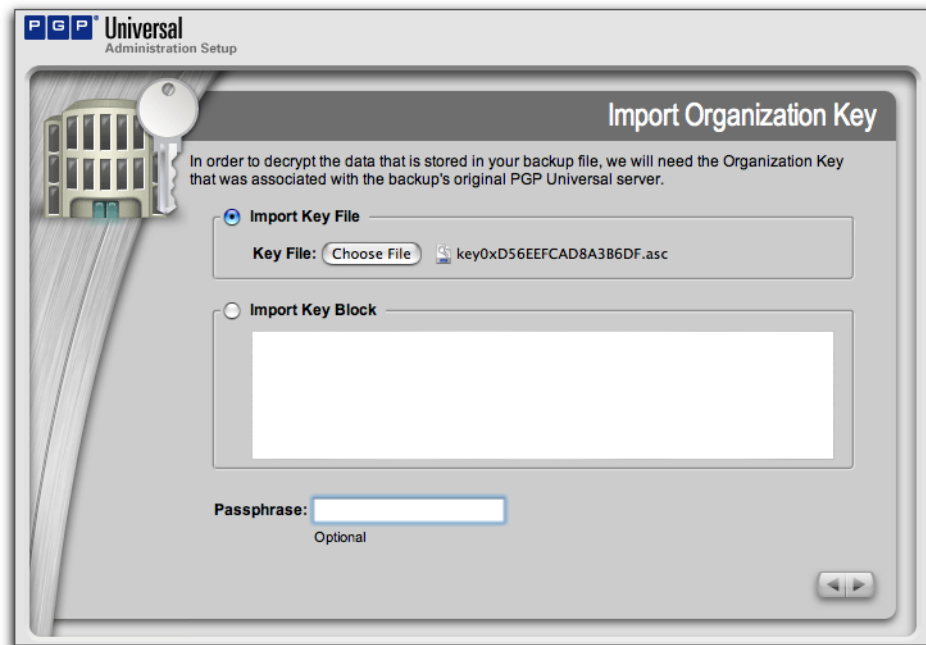 PGP® Universal
Administration Setup
Import Organization Key
In order to decrypt the data that is stored in your backup file, we will need the Organization Key
that was associated with the backup's original PGP Universal server.
Import Key File
Key File: Choose File key0xD56EEFCAD8A3B6DF.asc
Import Key Block
Passphrase:
Optional